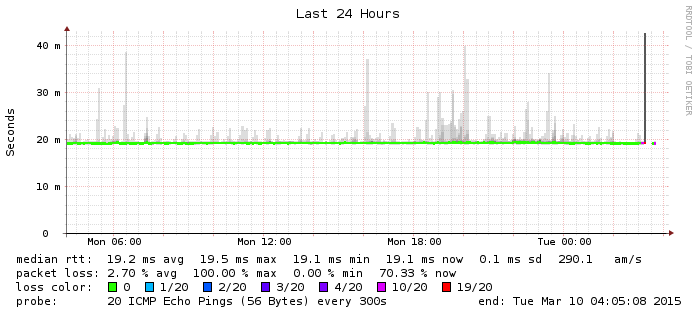 Last 24 Hours
RRDTOOL / TOBI OETIKER
Seconds
40 m
30 m
20 m
10 m
0
Mon 06:00 Mon 12:00 Mon 18:00 Tue 00:00
median rtt: 19.2 ms avg 19.5 ms max 19.1 ms min 19.1 ms now 0.1 ms sd 290.1 am/s
packet loss: 2.70 % avg 100.00 % max 0.00 % min 70.33 % now
loss color: 0 1/20 2/20 3/20 4/20 10/20 19/20
probe: 20 ICMP Echo Pings (56 Bytes) every 300s end: Tue Mar 10 04:05:08 2015